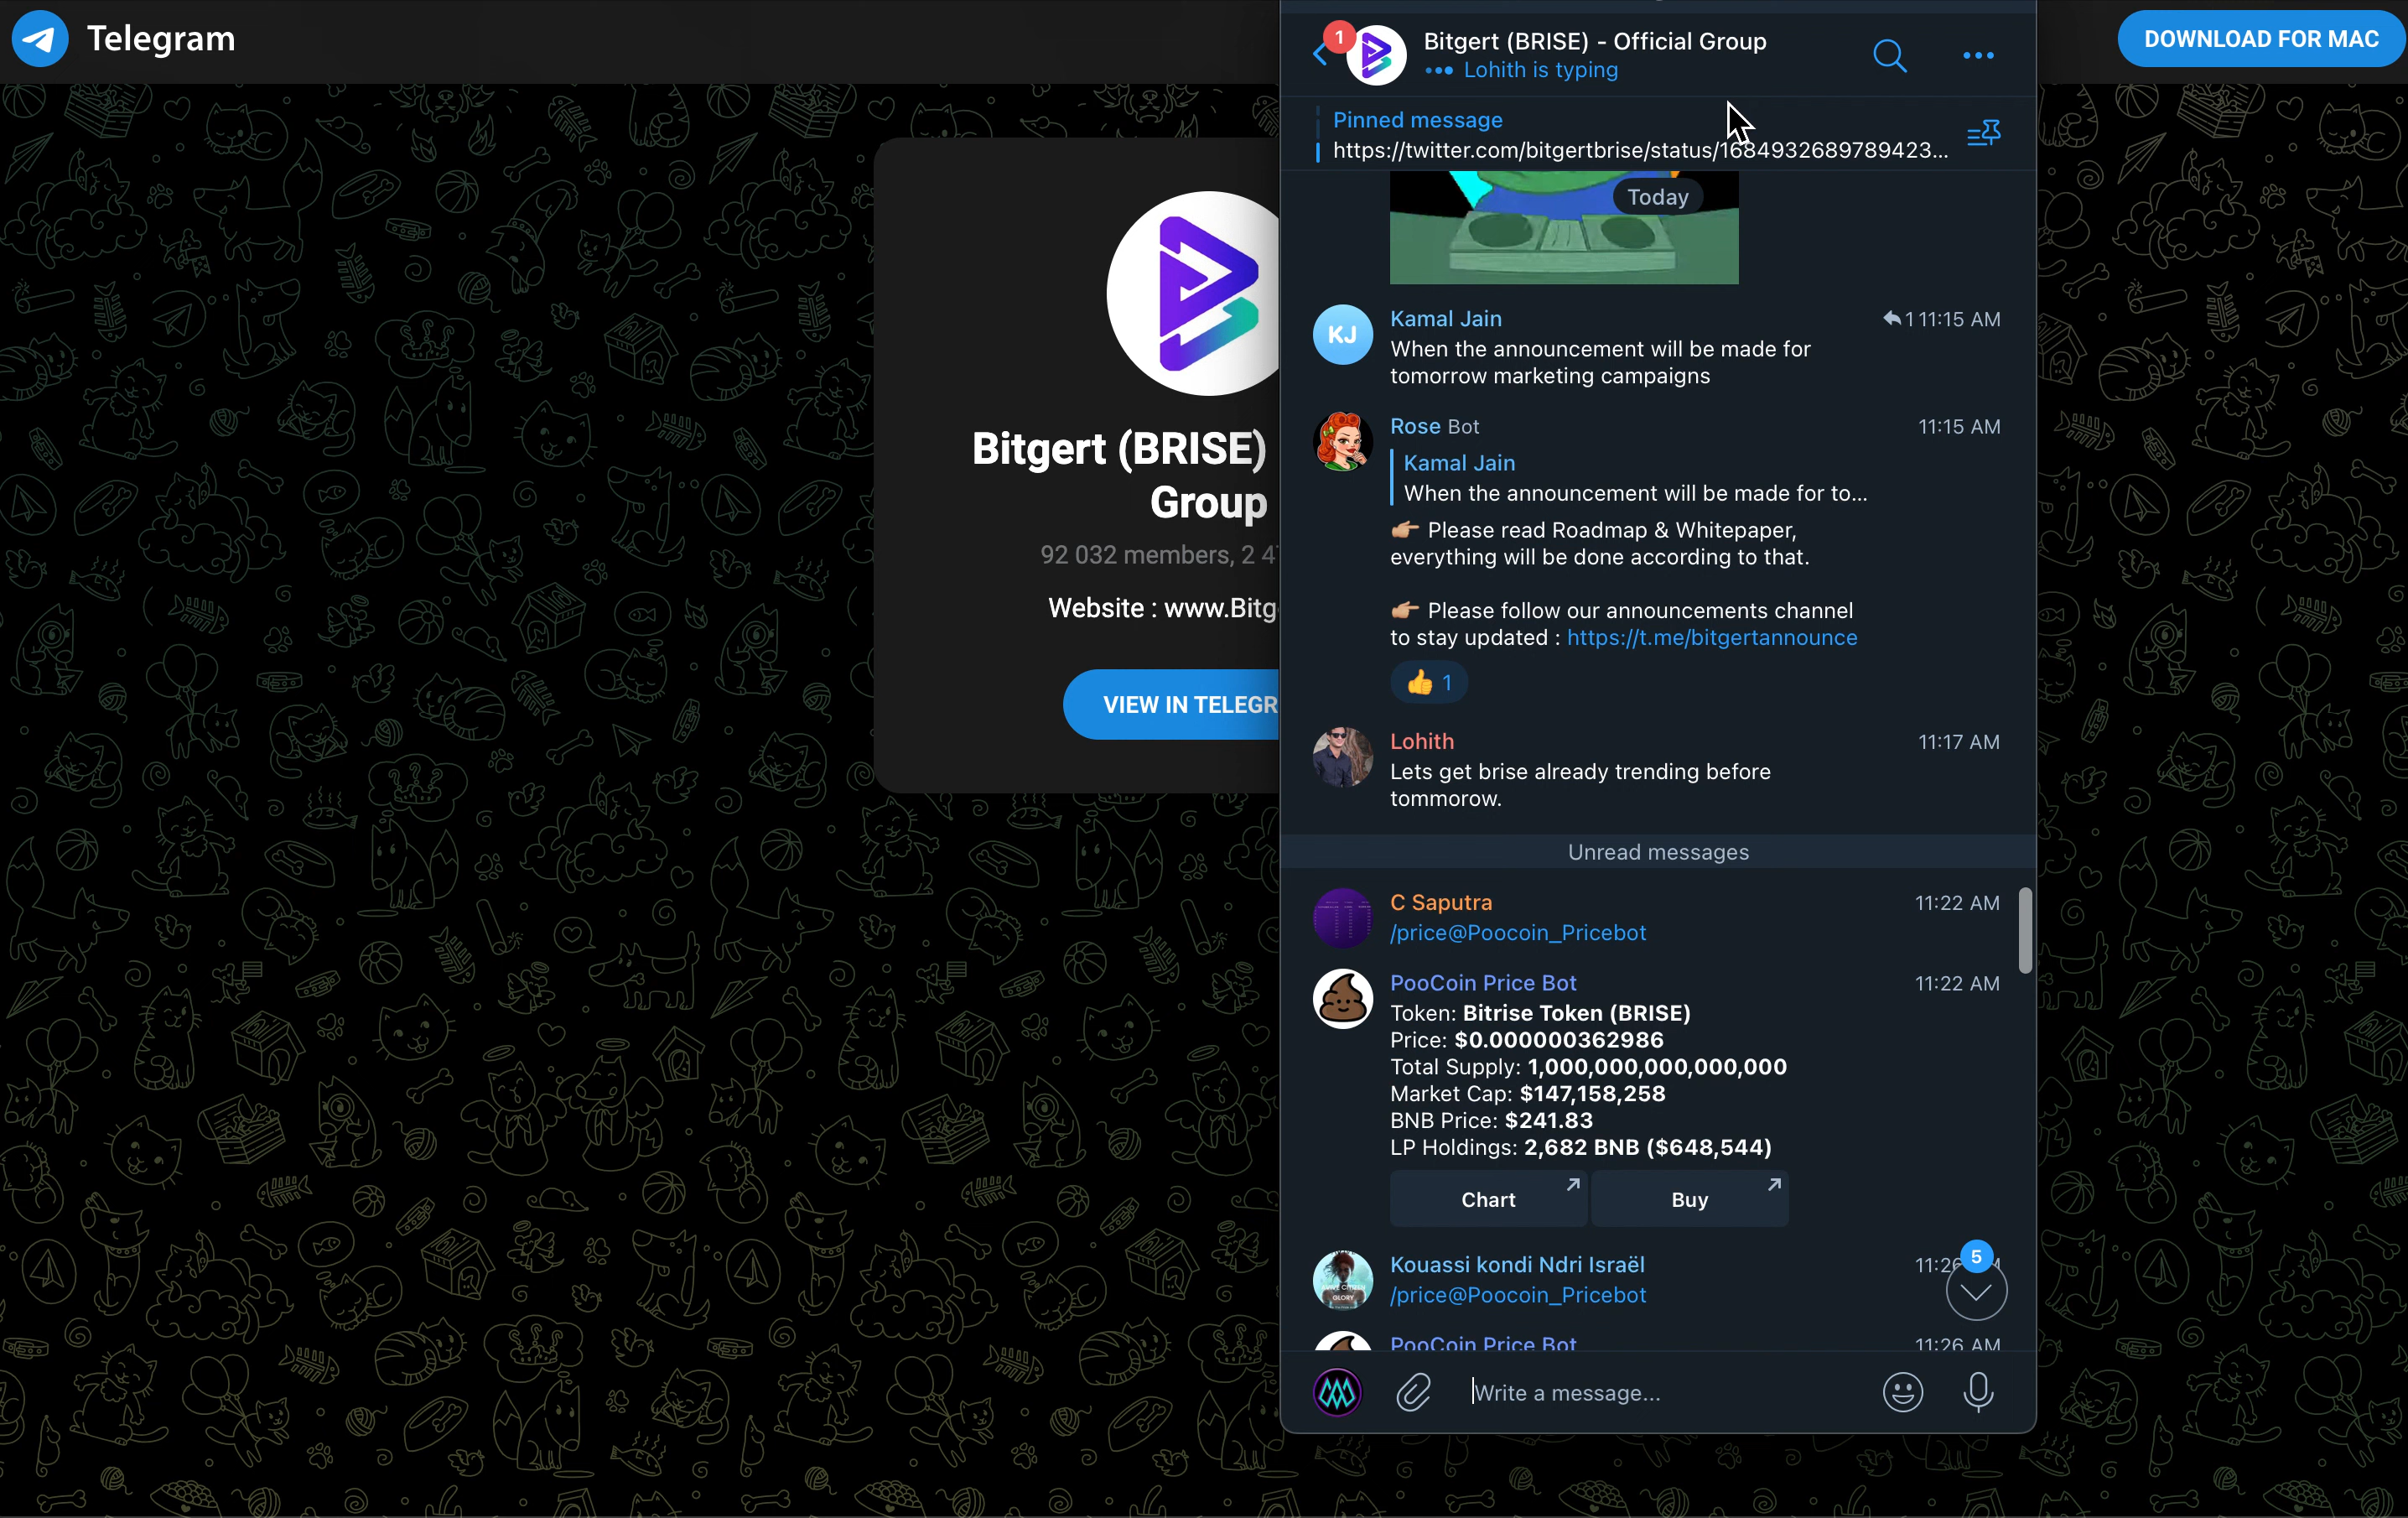 Telegram
DOWNLOAD FOR MAC
Bitgert (BRISE)
Group
92 032 members, 2 4
Website : www.Bitg
VIEW IN TELEGR
1
Bitgert (BRISE) - Official Group
Lohith is typing
Pinned message
https://twitter.com/bitgertbrise/status/1684932689789423...
Today
KJ
Kamal Jain
1 11:15 AM
When the announcement will be made for
tomorrow marketing campaigns
Rose Bot
11:15 AM
Kamal Jain
When the announcement will be made for to...
👉🏼 Please read Roadmap & Whitepaper,
everything will be done according to that.
👉🏼 Please follow our announcements channel
to stay updated : https://t.me/bitgertannounce
👍 1
Lohith
11:17 AM
Lets get brise already trending before
tommorow.
Unread messages
C Saputra
11:22 AM
/price@Poocoin_Pricebot
PooCoin Price Bot
11:22 AM
Token: Bitrise Token (BRISE)
Price: $0.000000362986
Total Supply: 1,000,000,000,000,000
Market Cap: $147,158,258
BNB Price: $241.83
LP Holdings: 2,682 BNB ($648,544)
Chart
Buy
Kouassi kondi Ndri Israël
11:26
5
/price@Poocoin_Pricebot
PooCoin Price Bot
11:26 AM
Write a message...